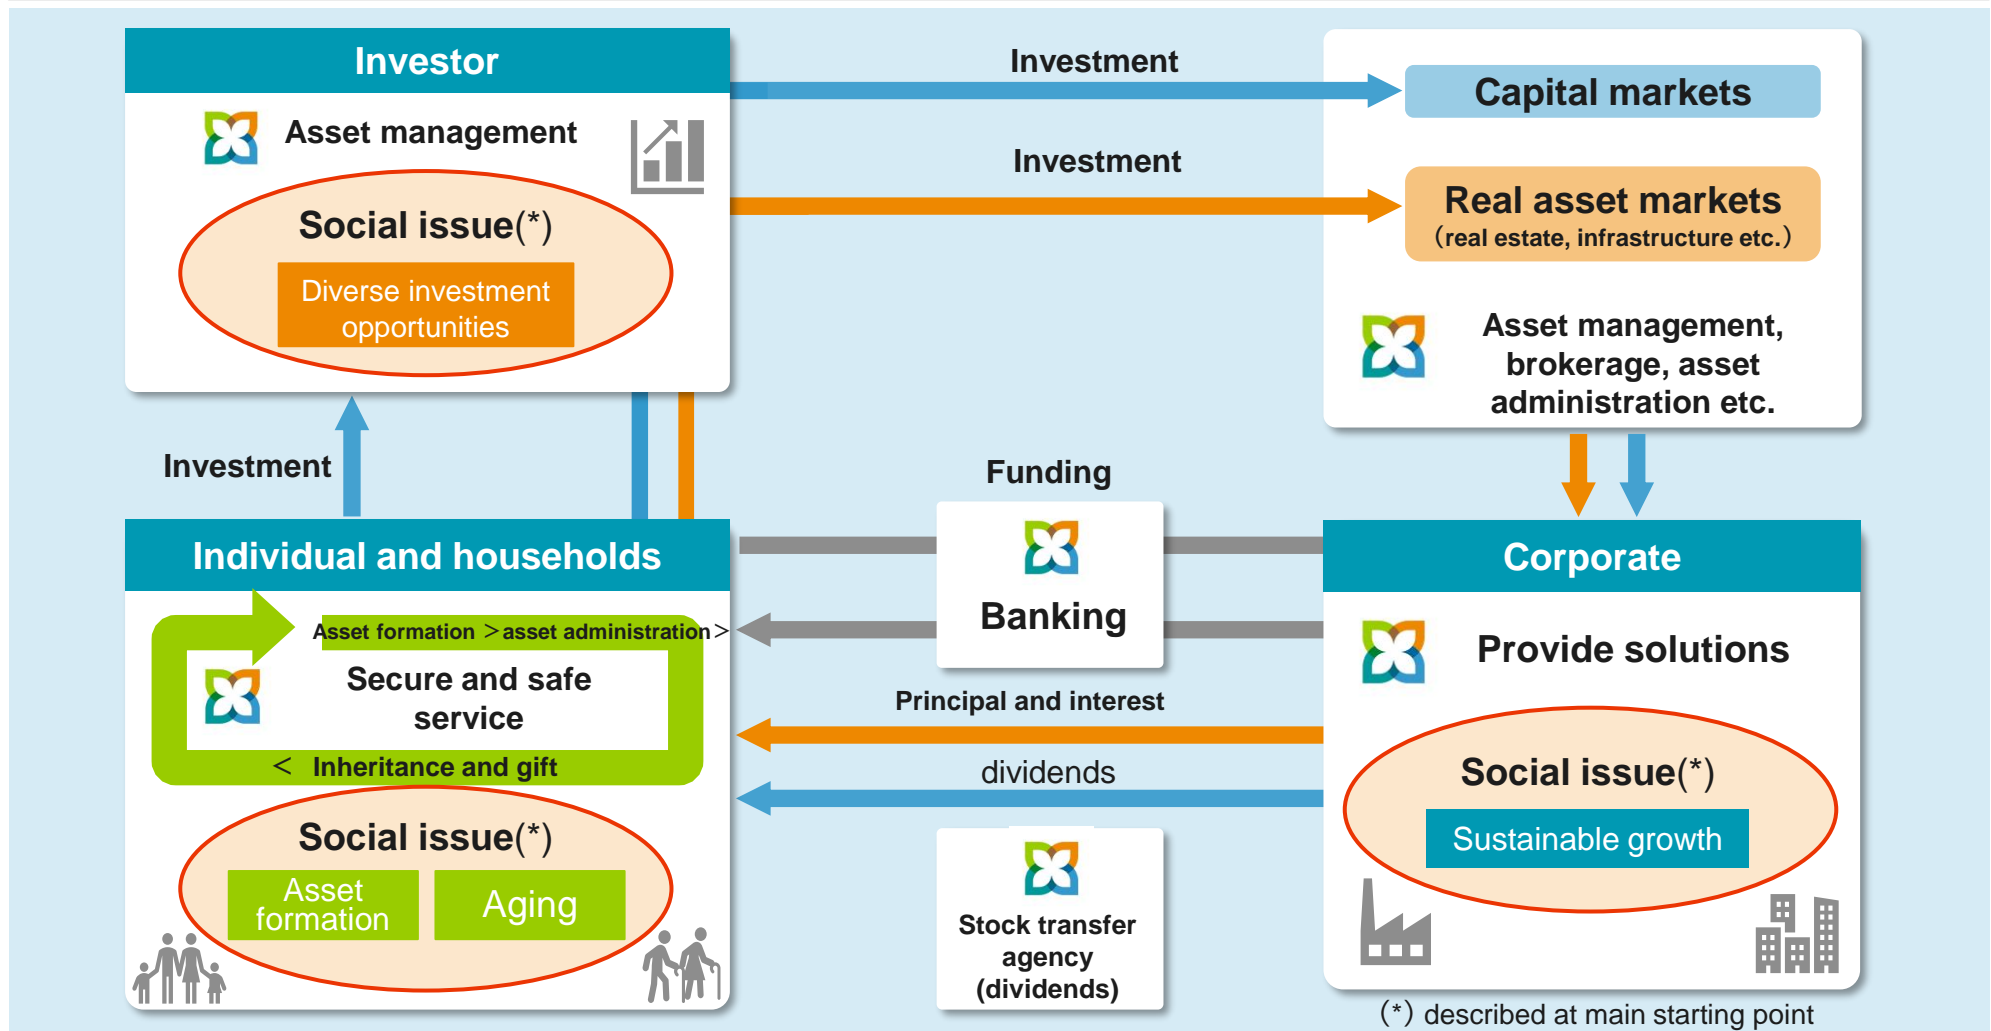 Investor
Asset management
Social issue(*)
Diverse investment
opportunities
Investment
Investment
Capital markets
Real asset markets
（real estate, infrastructure etc.）
Asset management,
brokerage, asset
administration etc.
Investment
Funding
Banking
Individual and households
Asset formation ＞asset administration＞
Secure and safe
service
＜ Inheritance and gift
Social issue(*)
Asset
formation
Aging
Principal and interest
dividends
Stock transfer
agency
(dividends)
Corporate
Provide solutions
Social issue(*)
Sustainable growth
（*）described at main starting point